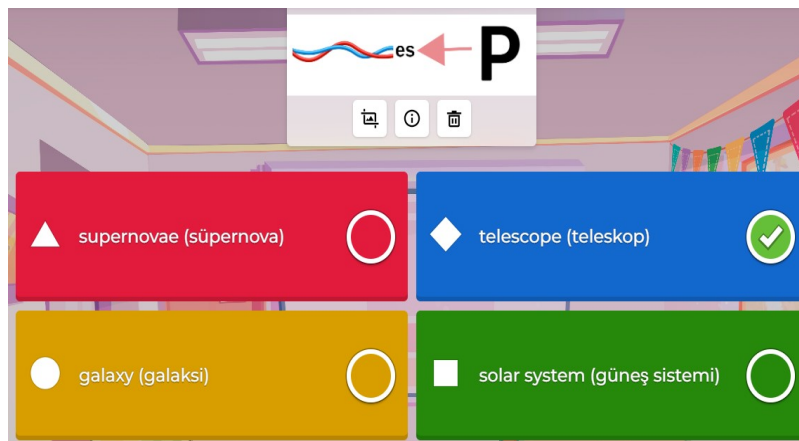 es P
supernovae (süpernova)
telescope (teleskop)
galaxy (galaksi)
solar system (güneş sistemi)